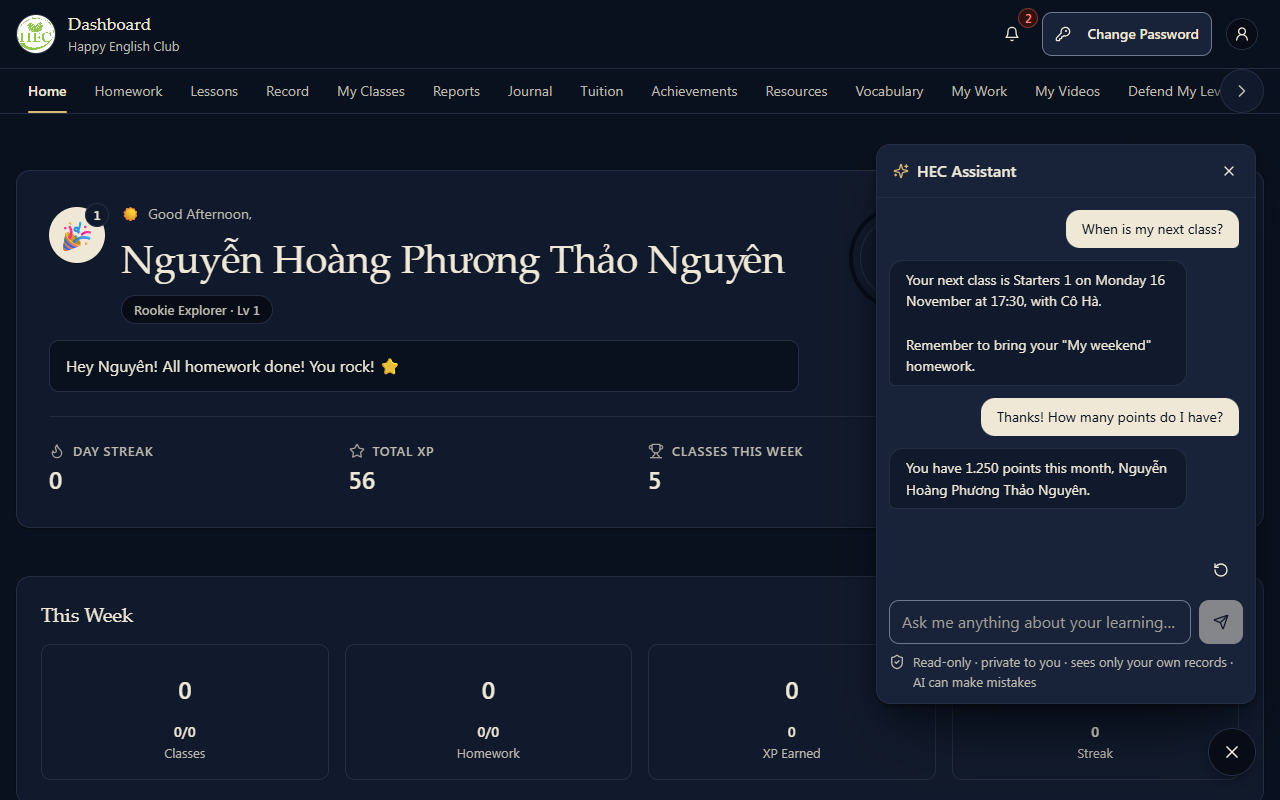 HEC
Dashboard
Happy English Club
2
Change Password
Home
Homework
Lessons
Record
My Classes
Reports
Journal
Tuition
Achievements
Resources
Vocabulary
My Work
My Videos
Defend My Lev
1
Good Afternoon,
Nguyễn Hoàng Phương Thảo Nguyên
Rookie Explorer · Lv 1
Hey Nguyên! All homework done! You rock!
DAY STREAK
0
TOTAL XP
56
CLASSES THIS WEEK
5
This Week
0
0/0
Classes
0
0/0
Homework
0
0
XP Earned
0
Streak
HEC Assistant
When is my next class?
Your next class is Starters 1 on Monday 16
November at 17:30, with Cô Hà.
Remember to bring your "My weekend"
homework.
Thanks! How many points do I have?
You have 1.250 points this month, Nguyễn
Hoàng Phương Thảo Nguyên.
Ask me anything about your learning...
Read-only · private to you · sees only your own records ·
AI can make mistakes